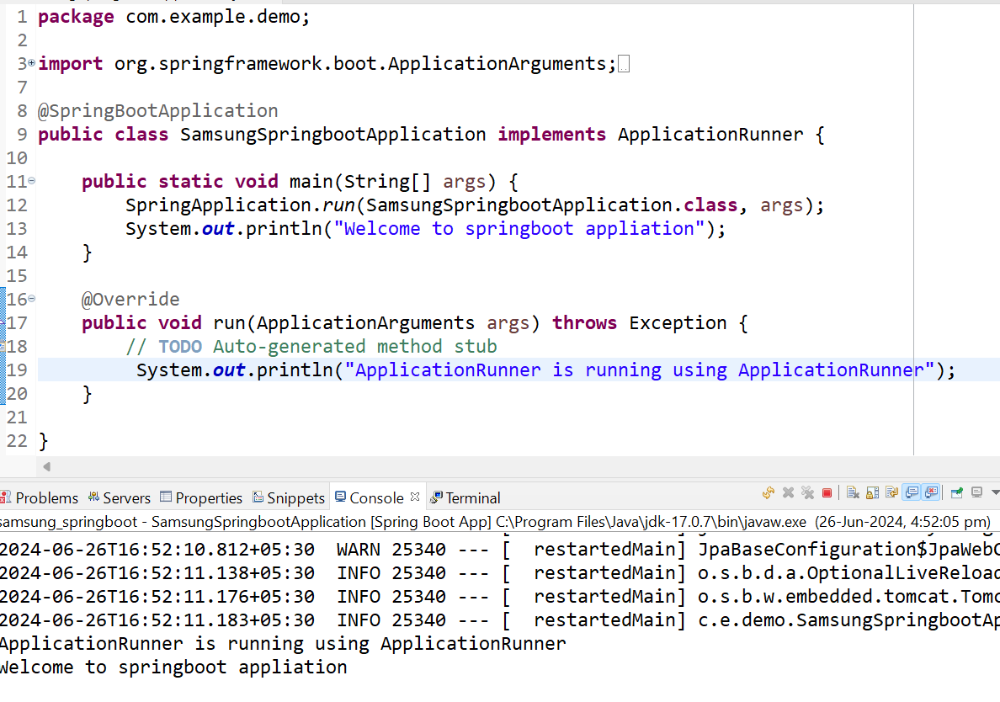 1 package com.example.demo;
2
3 import org.springframework.boot.ApplicationArguments;
7
8 @SpringBootApplication
9 public class SamsungSpringbootApplication implements ApplicationRunner {
10
11 public static void main(String[] args) {
12 SpringApplication.run(SamsungSpringbootApplication.class, args);
13 System.out.println("Welcome to springboot appliation");
14 }
15
16 @Override
17 public void run(ApplicationArguments args) throws Exception {
18 // TODO Auto-generated method stub
19 System.out.println("ApplicationRunner is running using ApplicationRunner");
20 }
21
22 }
Problems Servers Properties Snippets Console Terminal
samsung_springboot - SamsungSpringbootApplication [Spring Boot App] C:\Program Files\Java\jdk-17.0.7\bin\javaw.exe (26-Jun-2024, 4:52:05 pm)
2024-06-26T16:52:10.812+05:30 WARN 25340 --- [ restartedMain] JpaBaseConfiguration$JpaWebC
2024-06-26T16:52:11.138+05:30 INFO 25340 --- [ restartedMain] o.s.b.d.a.OptionalLiveReload
2024-06-26T16:52:11.176+05:30 INFO 25340 --- [ restartedMain] o.s.b.w.embedded.tomcat.Tomc
2024-06-26T16:52:11.183+05:30 INFO 25340 --- [ restartedMain] c.e.demo.SamsungSpringbootAp
ApplicationRunner is running using ApplicationRunner
Welcome to springboot appliation